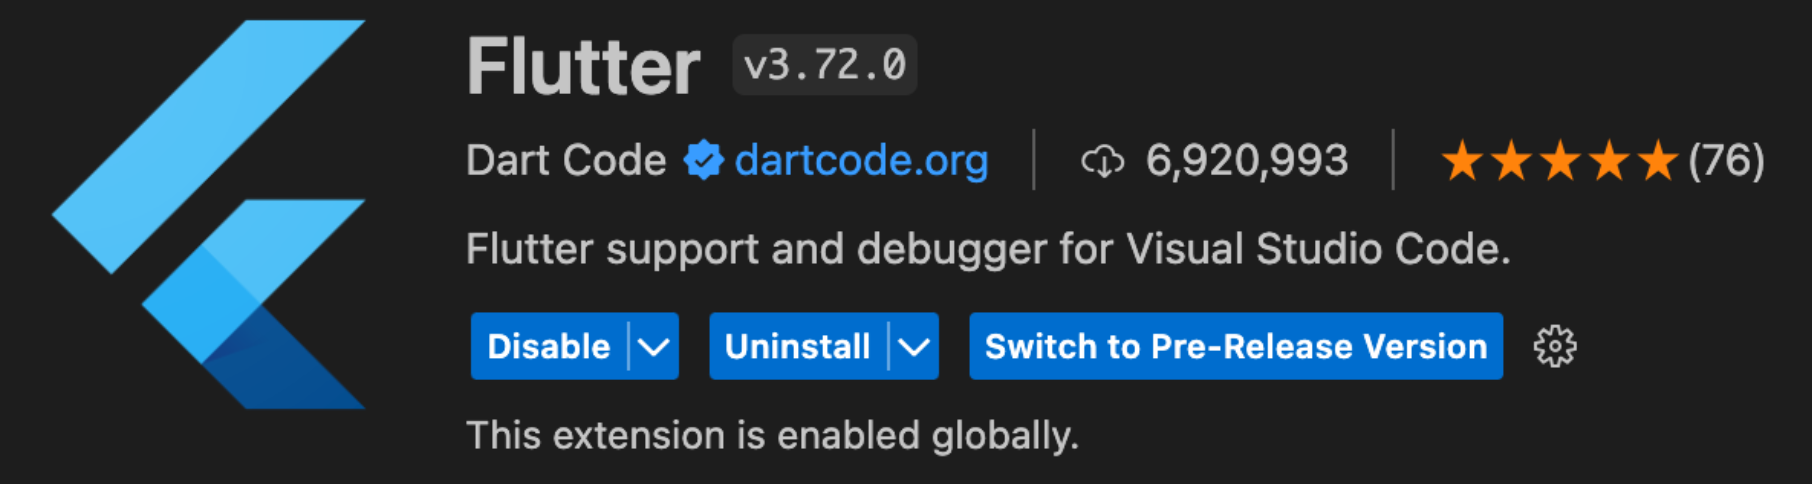 Flutter v3.72.0
Dart Code dartcode.org 6,920,993 (76)
Flutter support and debugger for Visual Studio Code.
Disable Uninstall Switch to Pre-Release Version
This extension is enabled globally.